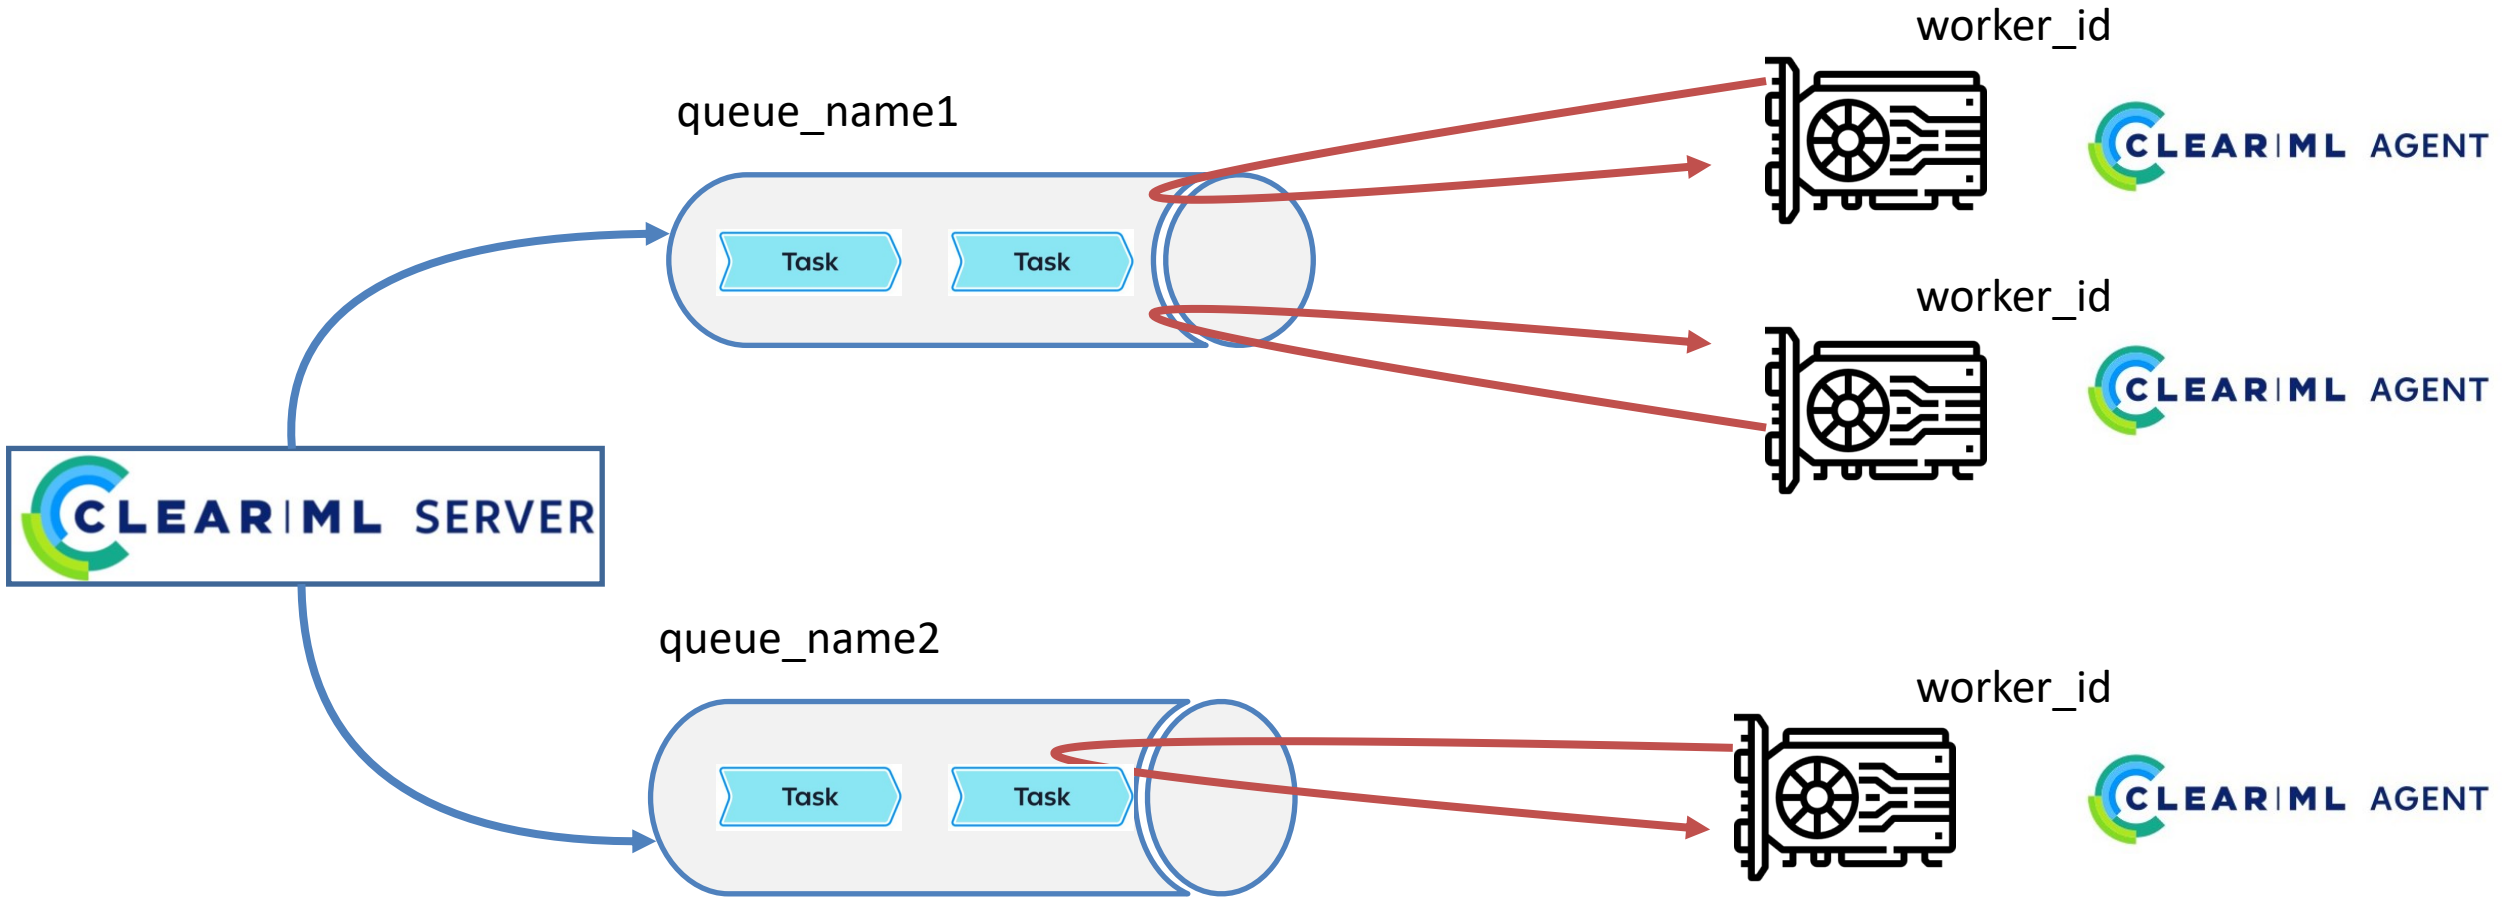 worker_id
queue_name1
CLEAR|ML AGENT
Task
Task
worker_id
CLEAR|ML AGENT
CLEAR|ML SERVER
queue_name2
worker_id
Task
Task
CLEAR|ML AGENT